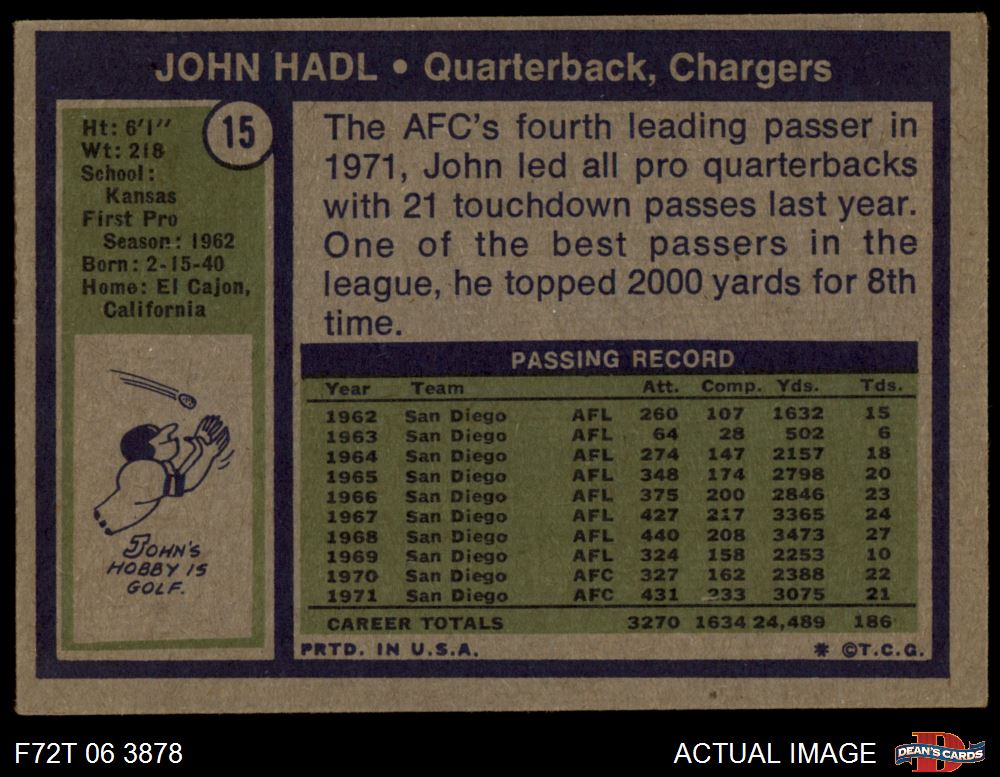 JOHN HADL • Quarterback, Chargers
15
Ht: 6'1"
Wt: 218
School:
Kansas
First Pro
Season: 1962
Born: 2-15-40
Home: El Cajon,
California
JOHN'S
HOBBY IS
GOLF.
The AFC's fourth leading passer in
1971, John led all pro quarterbacks
with 21 touchdown passes last year.
One of the best passers in the
league, he topped 2000 yards for 8th
time.
PASSING RECORD
Year Team Att. Comp. Yds. Tds.
1962 San Diego AFL 260 107 1632 15
1963 San Diego AFL 64 28 502 6
1964 San Diego AFL 274 147 2157 18
1965 San Diego AFL 348 174 2798 20
1966 San Diego AFL 375 200 2846 23
1967 San Diego AFL 427 217 3365 24
1968 San Diego AFL 440 208 3473 27
1969 San Diego AFL 324 158 2253 10
1970 San Diego AFC 327 162 2388 22
1971 San Diego AFC 431 233 3075 21
CAREER TOTALS 3270 1634 24,489 186
PRTD. IN U.S.A. * ©T.C.G.
F72T 06 3878 ACTUAL IMAGE D DEAN'S CARDS